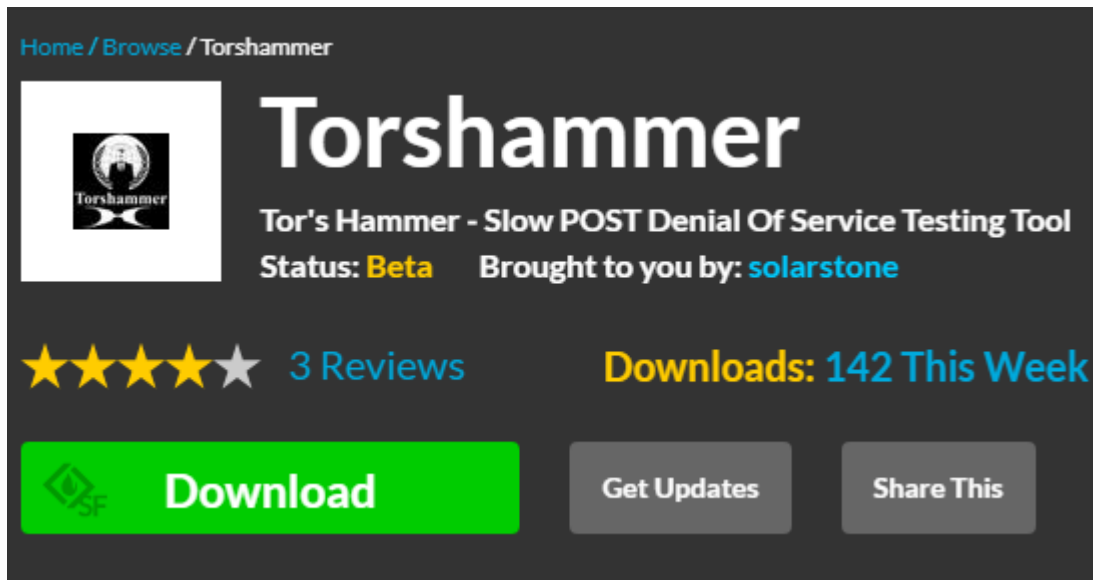 Home / Browse / Torshammer
Torshammer
Torshammer
Tor's Hammer - Slow POST Denial Of Service Testing Tool
Status: Beta Brought to you by: solarstone
3 Reviews Downloads: 142 This Week
SF Download Get Updates Share This